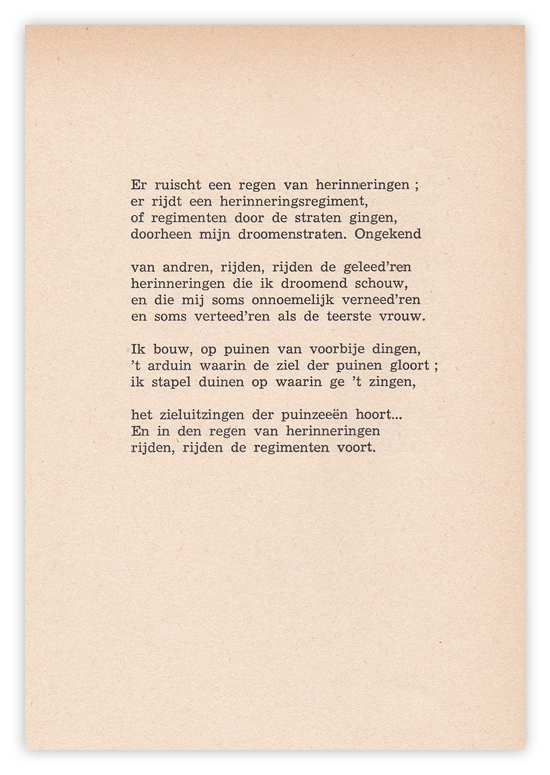 Er ruischt een regen van herinneringen ;
er rijdt een herinneringsregiment,
of regimenten door de straten gingen,
doorheen mijn droomenstraten. Ongekend
van andren, rijden, rijden de geleed'ren
herinneringen die ik droomend schouw,
en die mij soms onnoemelijk verneed'ren
en soms verteed'ren als de teerste vrouw.
Ik bouw, op puinen van voorbije dingen,
't arduin waarin de ziel der puinen gloort ;
ik stapel duinen op waarin ge 't zingen,
het zieluitzingen der puinzeeën hoort...
En in den regen van herinneringen
rijden, rijden de regimenten voort.